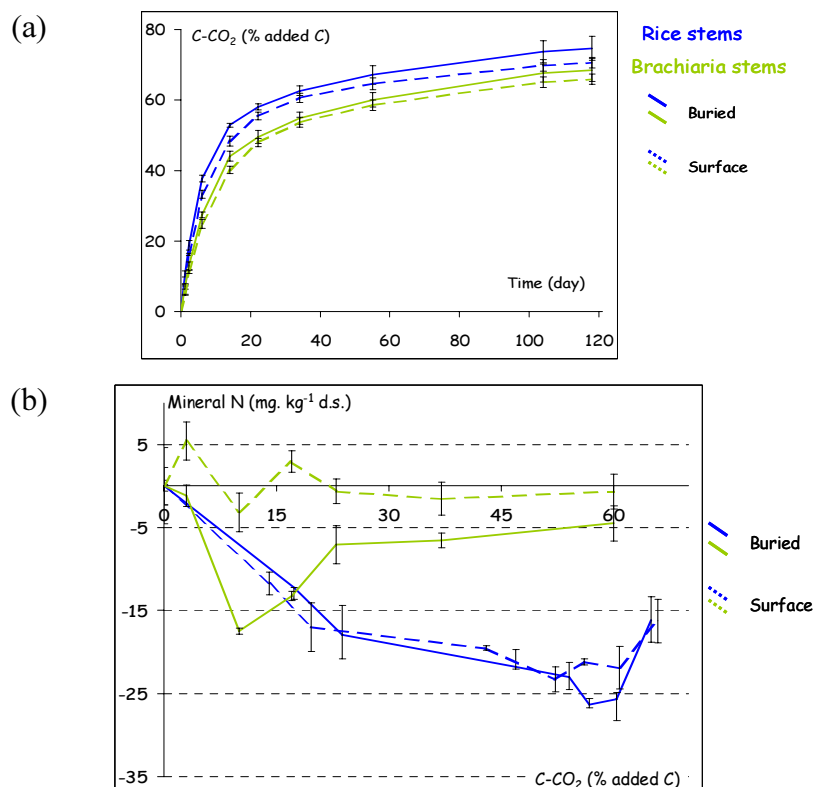 (a)
C-CO₂ (% added C)
80
60
40
20
0
0 20 40 60 80 100 120
Time (day)
Rice stems
Brachiaria stems
Buried
Surface
(b)
Mineral N (mg. kg⁻¹ d.s.)
5
-5
-15
-25
-35
0 15 30 45 60
C-CO₂ (% added C)
Buried
Surface